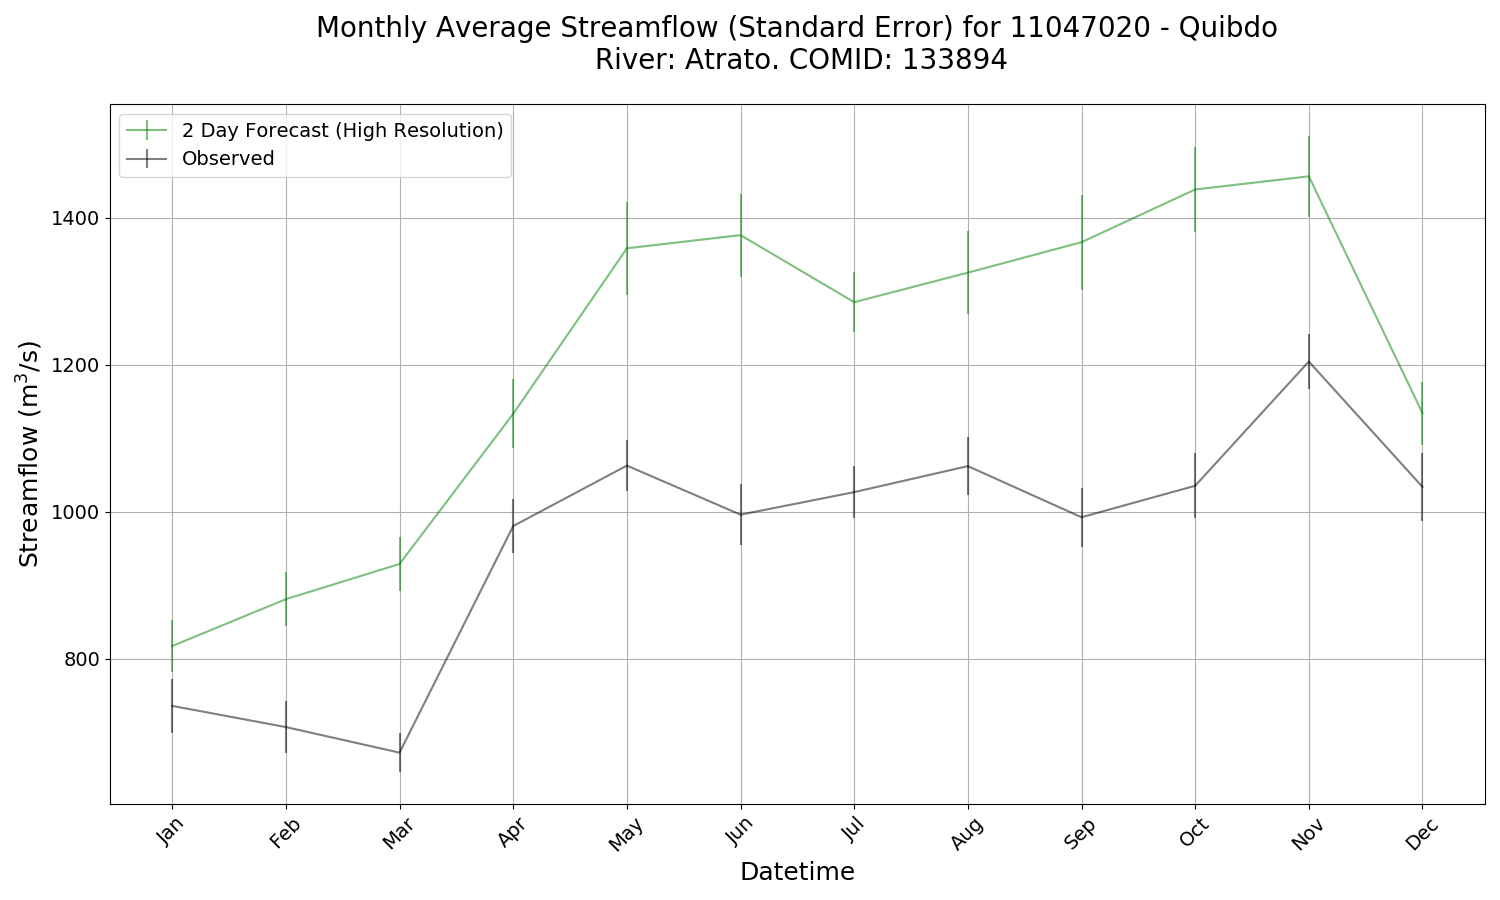 Monthly Average Streamflow (Standard Error) for 11047020 - Quibdo
River: Atrato. COMID: 133894
2 Day Forecast (High Resolution)
Observed
1400
1200
1000
800
Streamflow (m³/s)
Jan
Feb
Mar
Apr
May
Jun
Jul
Aug
Sep
Oct
Nov
Dec
Datetime